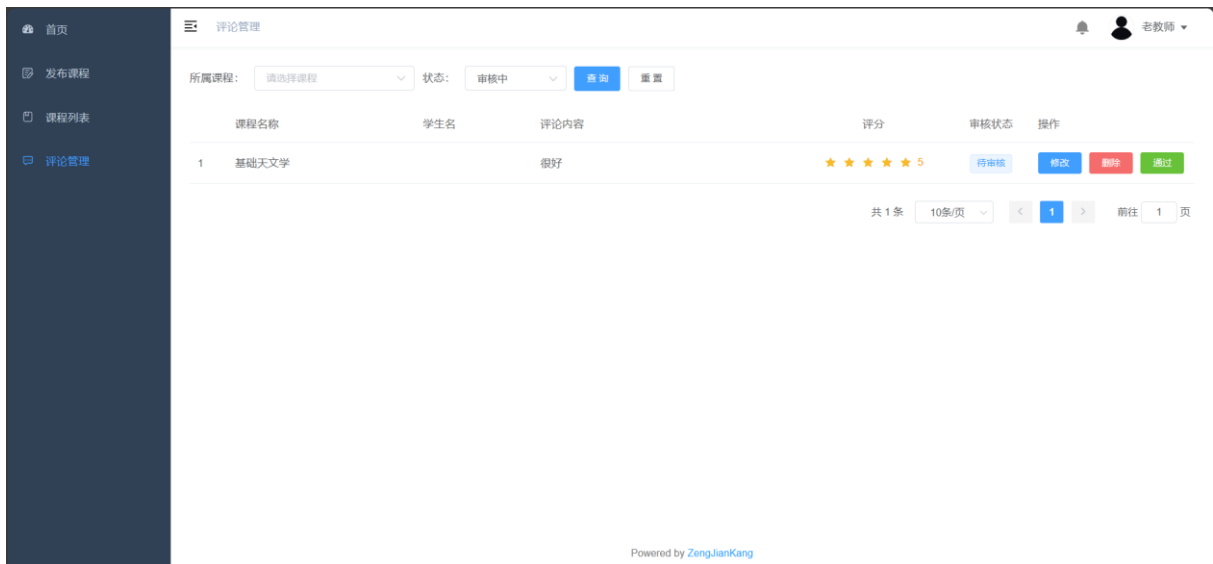 首页
发布课程
课程列表
评论管理
评论管理
老教师
所属课程: 请选择课程 状态: 审核中 查询 重置
课程名称 学生名 评论内容 评分 审核状态 操作
1 基础天文学 很好 5 待审核 修改 删除 通过
共 1 条 10条/页 1 前往 1 页
Powered by ZengJianKang